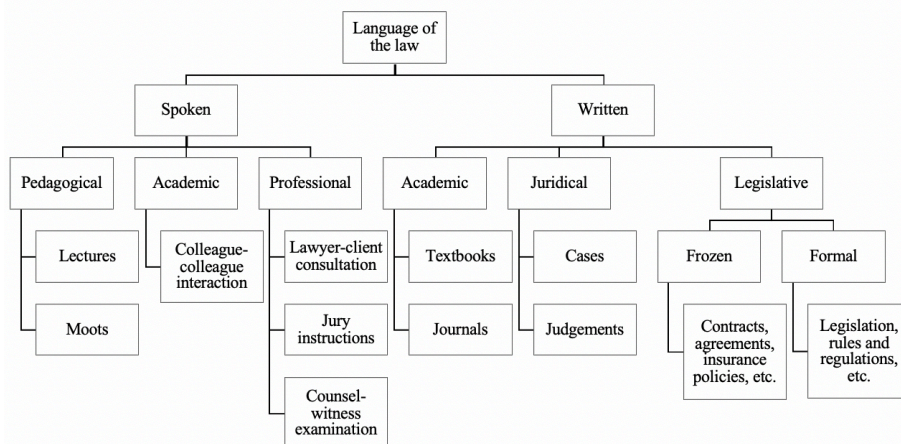 Language of
the law
Spoken
Written
Pedagogical
Academic
Professional
Academic
Juridical
Legislative
Lectures
Colleague-
colleague
interaction
Lawyer-client
consultation
Textbooks
Cases
Frozen
Formal
Moots
Jury
instructions
Journals
Judgements
Contracts,
agreements,
insurance
policies, etc.
Legislation,
rules and
regulations,
etc.
Counsel-
witness
examination